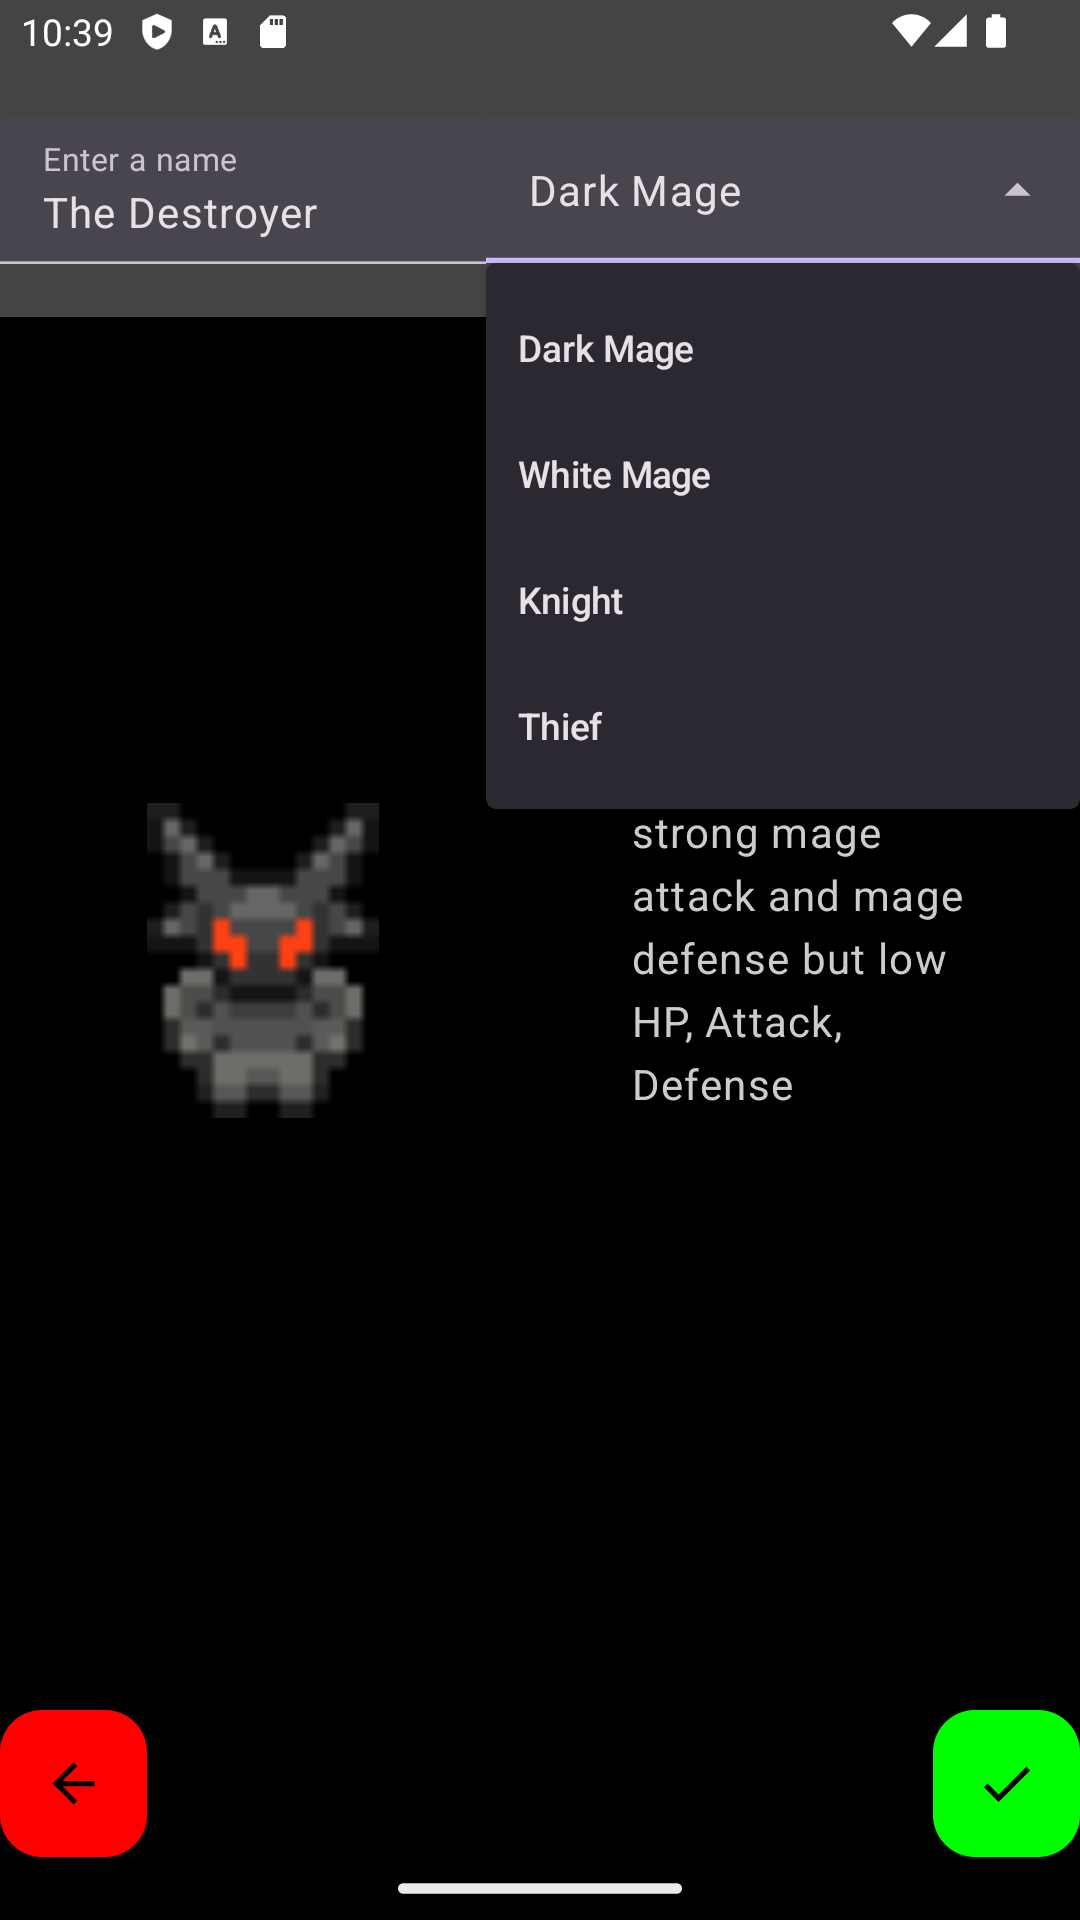 10:39
Enter a name
The Destroyer
Dark Mage
Dark Mage
White Mage
Knight
Thief
strong mage
attack and mage
defense but low
HP, Attack,
Defense